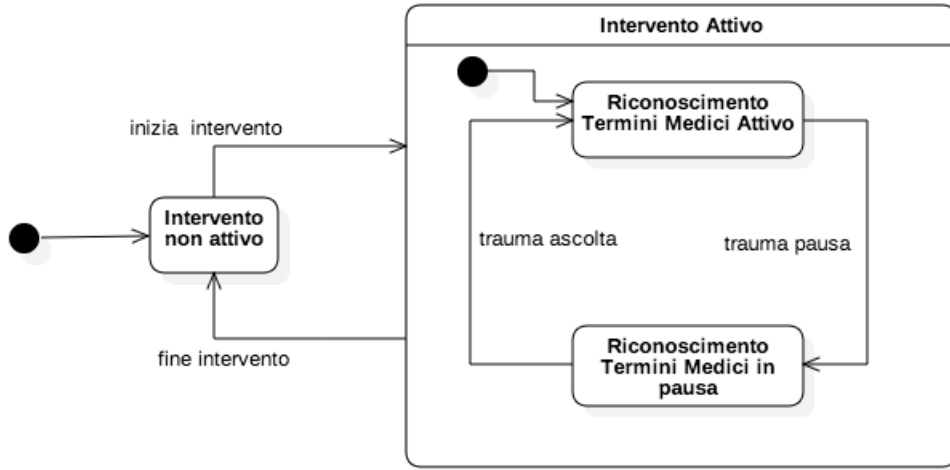 Intervento Attivo
Riconoscimento
Termini Medici Attivo
inizia intervento
Intervento
non attivo
trauma ascolta
trauma pausa
fine intervento
Riconoscimento
Termini Medici in
pausa